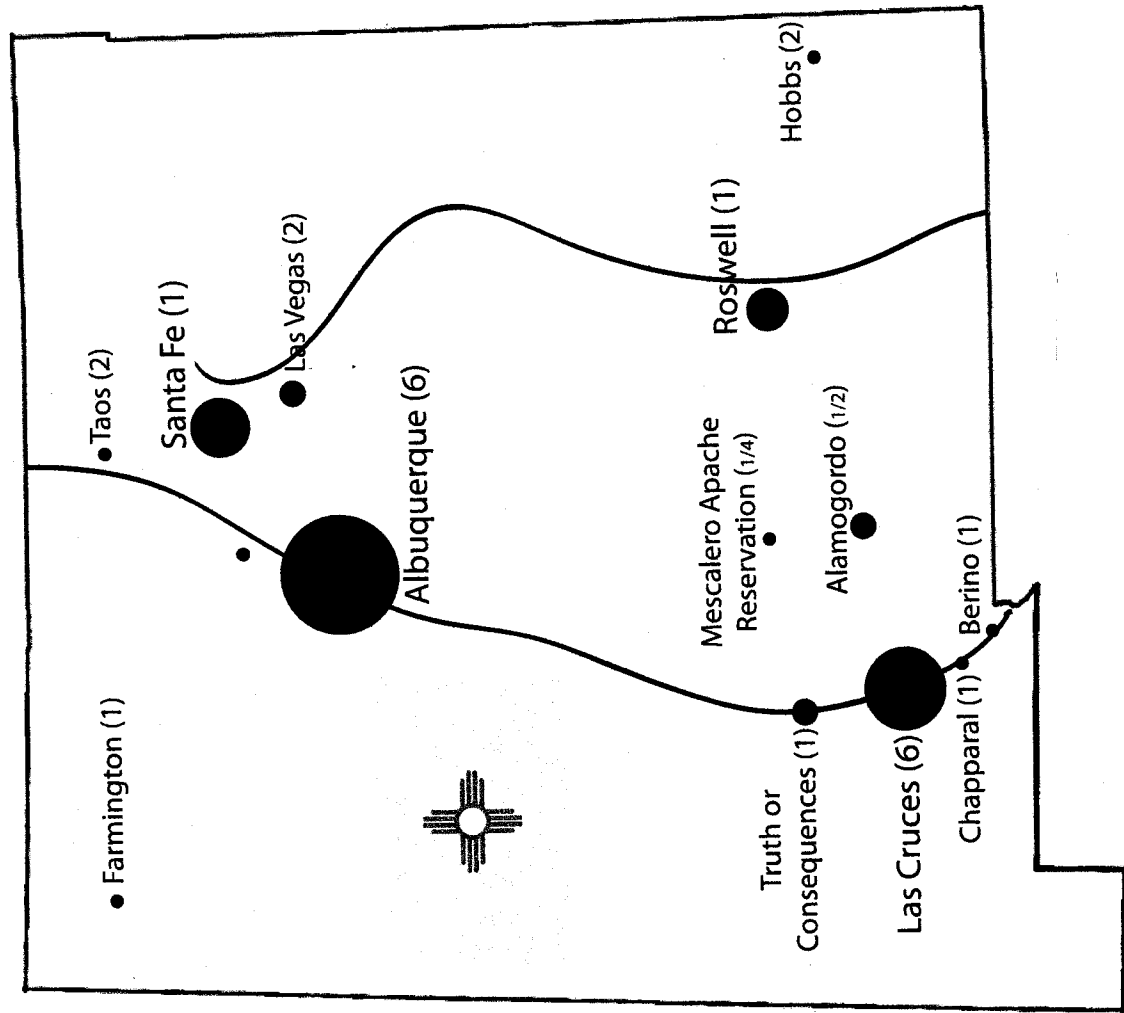 Farmington (1)
Taos (2)
Santa Fe (1)
Las Vegas (2)
Albuquerque (6)
Roswell (1)
Hobbs (2)
Mescalero Apache
Reservation (1/4)
Alamogordo (1/2)
Truth or
Consequences (1)
Las Cruces (6)
Chapparal (1)
Berino (1)